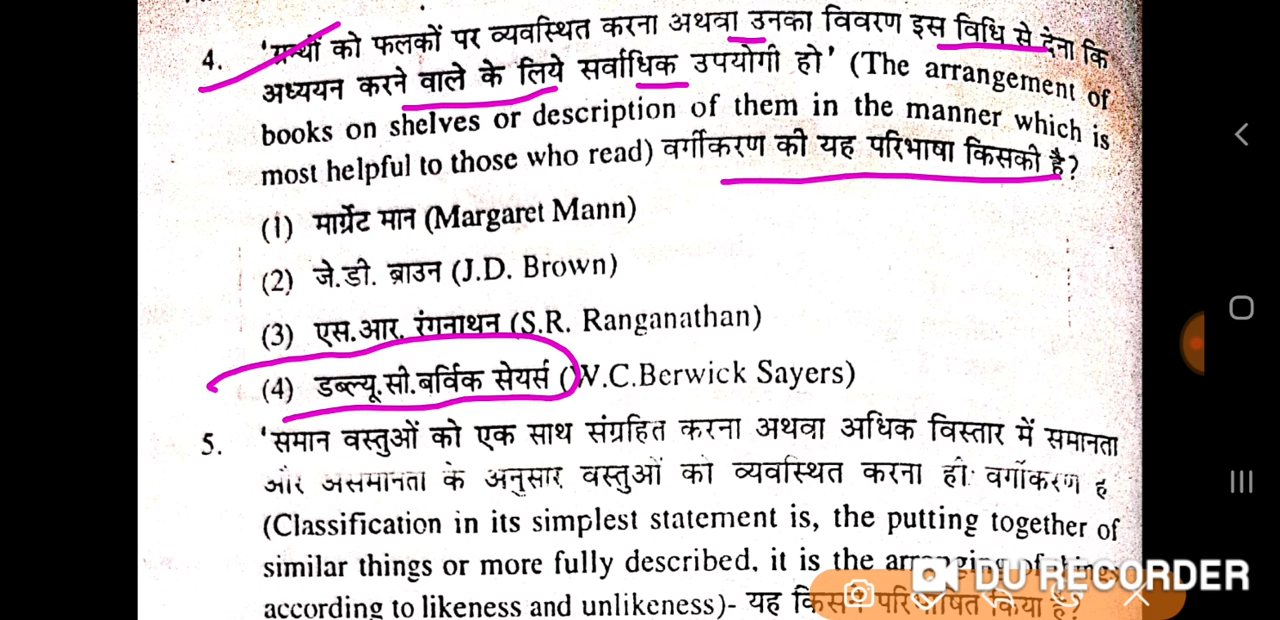 4. 'ग्रन्थों को फलकों पर व्यवस्थित करना अथवा उनका विवरण इस विधि से देना कि
अध्ययन करने वाले के लिये सर्वाधिक उपयोगी हो' (The arrangement of
books on shelves or description of them in the manner which is
most helpful to those who read) वर्गीकरण की यह परिभाषा किसकी है?
(1) मार्ग्रेट मान (Margaret Mann)
(2) जे.डी. ब्राउन (J.D. Brown)
(3) एस.आर. रंगनाथन (S.R. Ranganathan)
(4) डब्ल्यू.सी.बर्विक सेयर्स (W.C.Berwick Sayers)
5. 'समान वस्तुओं को एक साथ संग्रहित करना अथवा अधिक विस्तार में समानता
और असमानता के अनुसार वस्तुओं को व्यवस्थित करना ही वर्गीकरण है
(Classification in its simplest statement is, the putting together of
similar things or more fully described, it is the arranging of things
according to likeness and unlikeness)- यह किसने परिभाषित किया है?
DU RECORDER